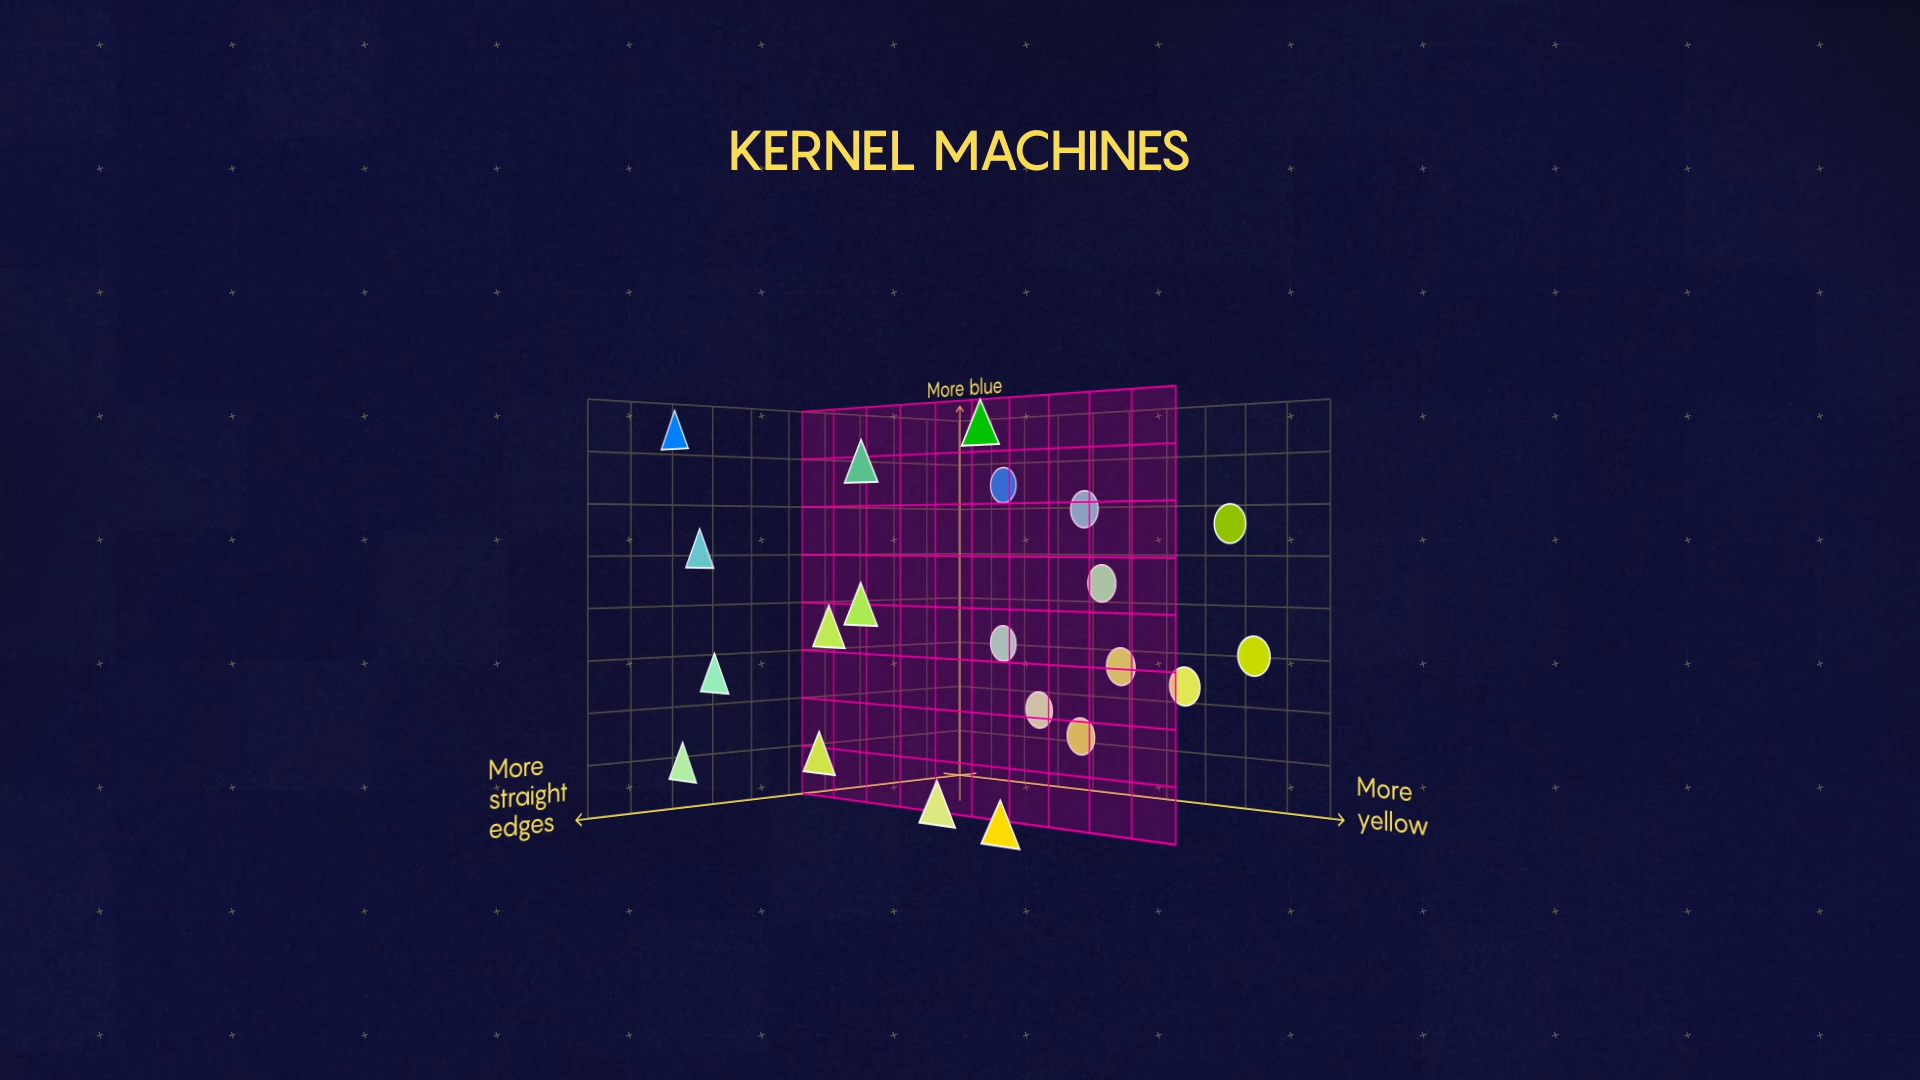 KERNEL MACHINES
More blue
More
straight
edges
More
yellow